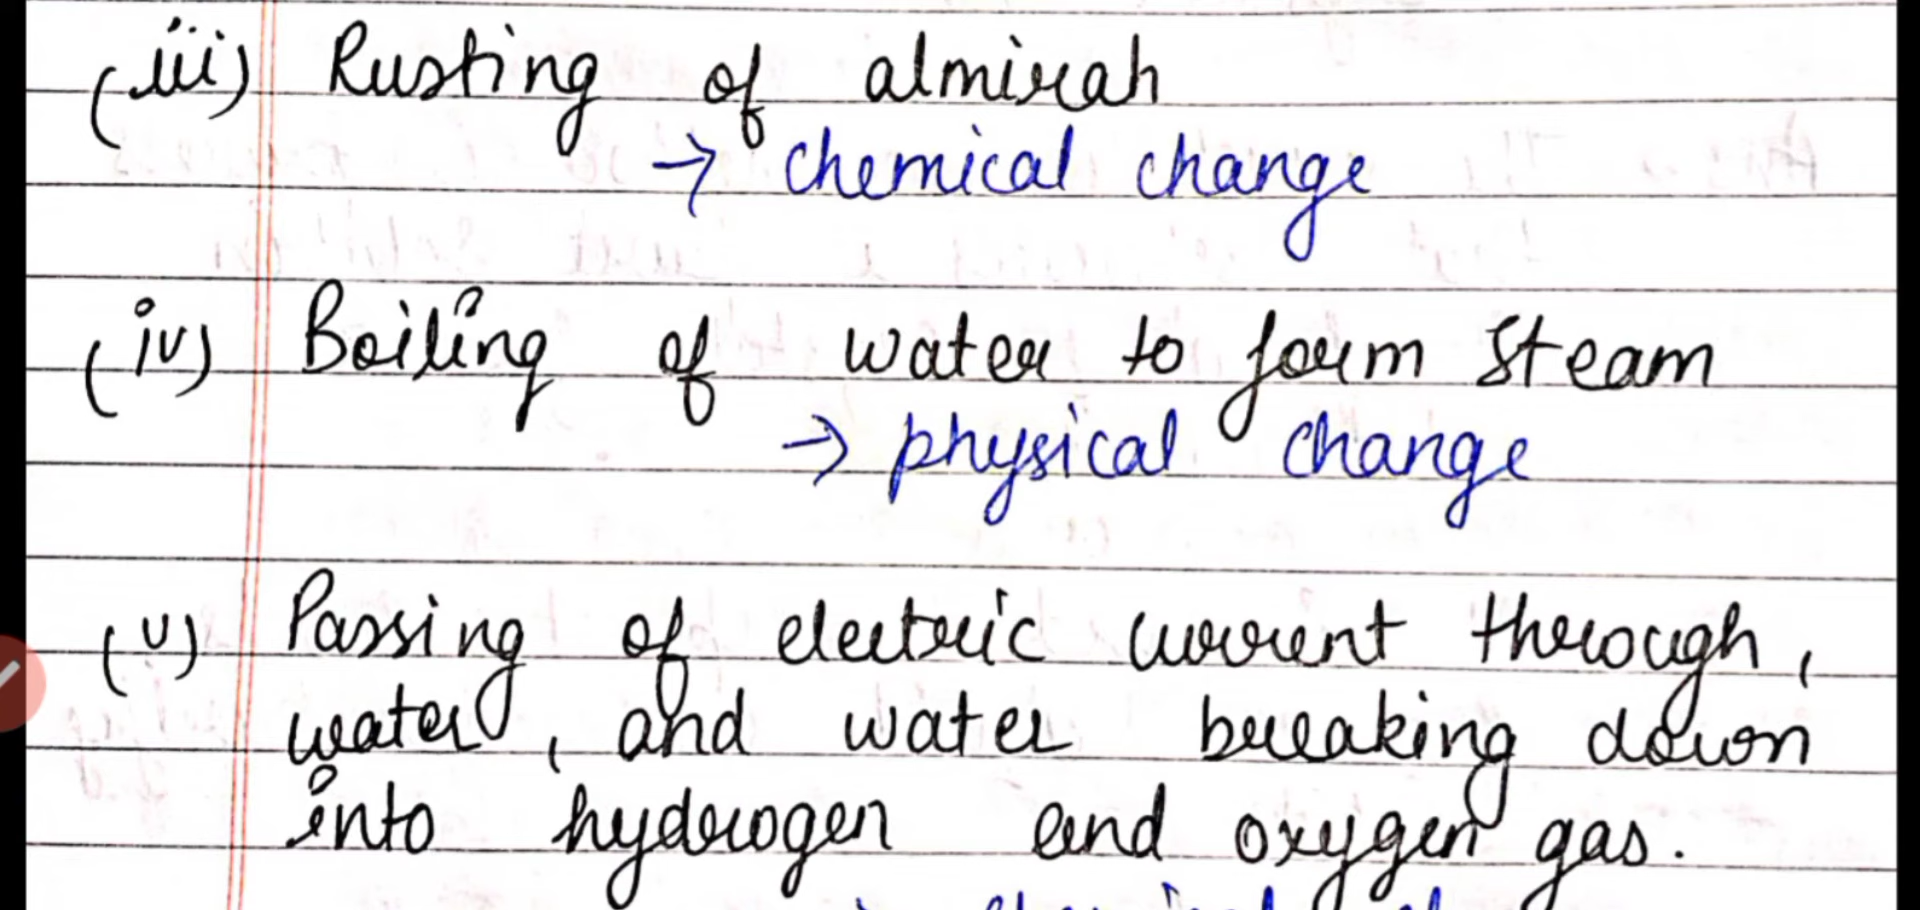 (iii) Rusting of almirah
→ chemical change
(iv) Boiling of water to form steam
→ physical change
(v) Passing of electric current through,
water, and water breaking down
into hydrogen and oxygen gas.